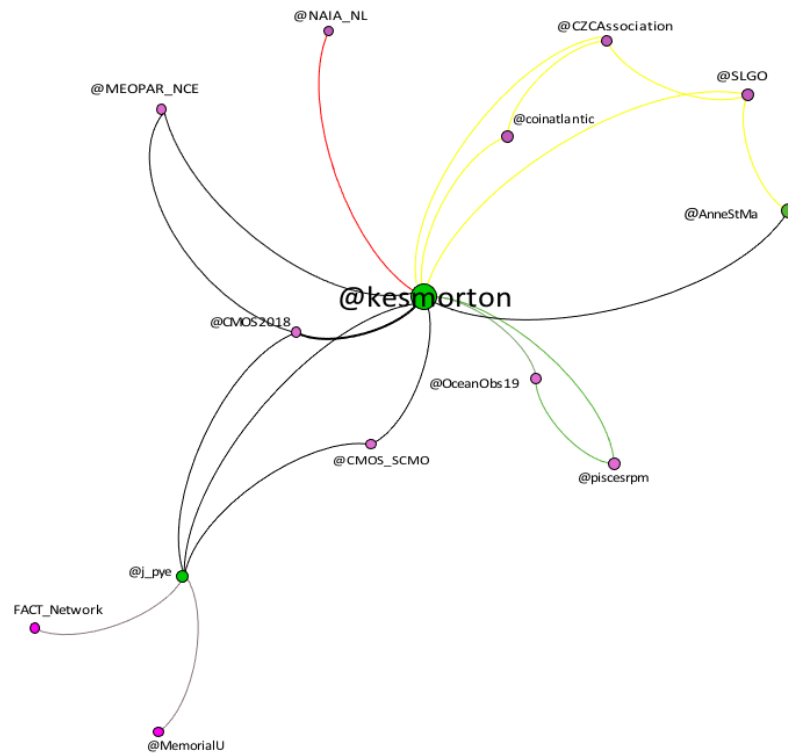 @NAIA_NL
@CZCAssociation
@SLGO
@MEOPAR_NCE
@coinatlantic
@AnneStMa
@kesmorton
@CMOS2018
@OceanObs19
@CMOS_SCMO
@piscesrpm
@j_pye
FACT_Network
@MemorialU